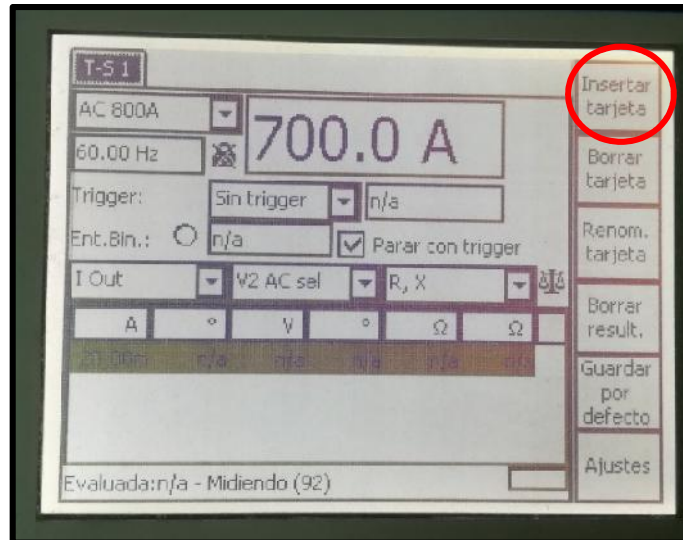 T-S 1
AC 800A
700.0 A
60.00 Hz
Trigger:
Sin trigger
n/a
Ent.Bin.:
n/a
Parar con trigger
I Out
V2 AC sel
R, X
A ° V ° Ω Ω
n/a n/a n/a n/a n/a
Evaluada:n/a - Midiendo (92)
Insertar
tarjeta
Borrar
tarjeta
Renom.
tarjeta
Borrar
result.
Guardar
por
defecto
Ajustes